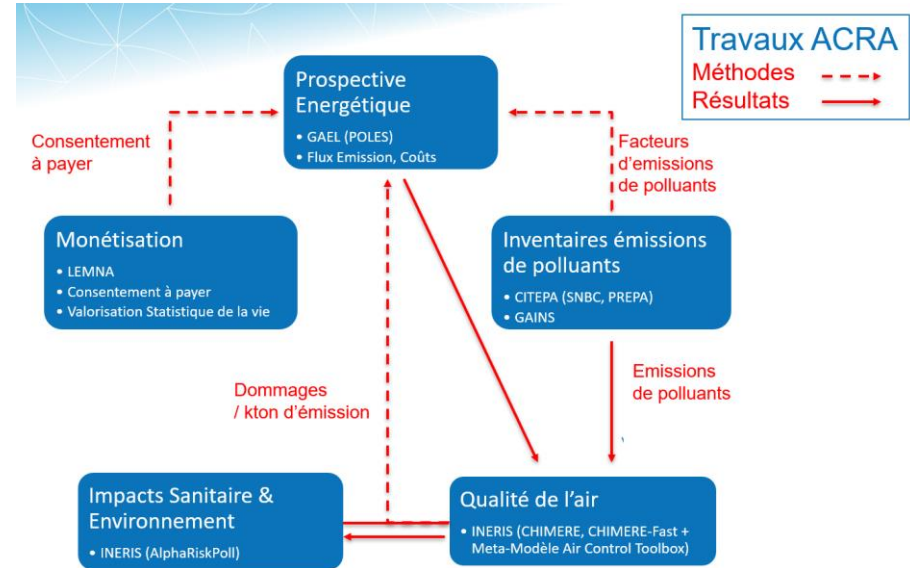 Travaux ACRA
Méthodes
Résultats
Prospective
Energétique
• GAEL (POLES)
• Flux Emission, Coûts
Consentement
à payer
Facteurs
d'emissions
de polluants
Monétisation
• LEMNA
• Consentement à payer
• Valorisation Statistique de la vie
Inventaires émissions
de polluants
• CITEPA (SNBC, PREPA)
• GAINS
Dommages
/ kton d'émission
Emissions
de polluants
Impacts Sanitaire &
Environnement
• INERIS (AlphaRiskPoll)
Qualité de l'air
• INERIS (CHIMERE, CHIMERE-Fast +
Meta-Modèle Air Control Toolbox)